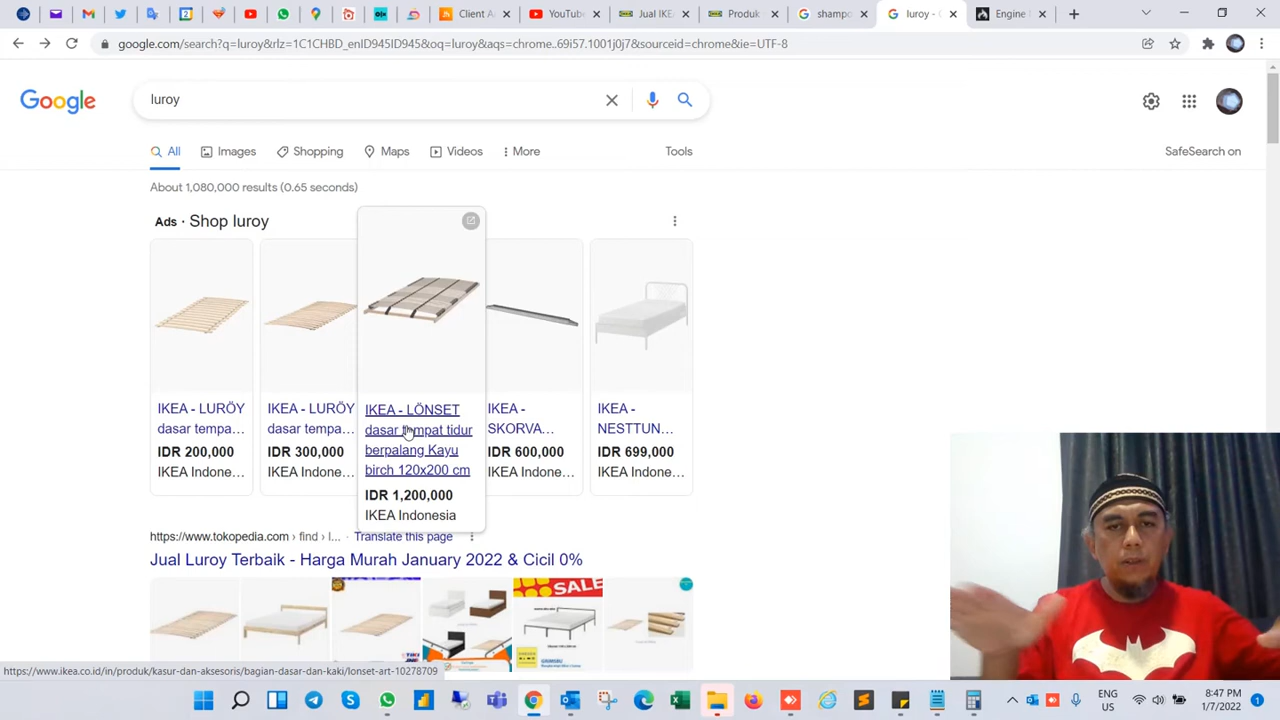 Client A
YouTube
Jual IKE
Produk
shampo
luroy - G
Engine F
google.com/search?q=luroy&rlz=1C1CHBD_enID945ID945&oq=luroy&aqs=chrome..69i57.1001j0j7&sourceid=chrome&ie=UTF-8
Google
luroy
All
Images
Shopping
Maps
Videos
More
Tools
SafeSearch on
About 1,080,000 results (0.65 seconds)
Ads · Shop luroy
IKEA - LURÖY
dasar tempa...
IDR 200,000
IKEA Indone...
IKEA - LURÖY
dasar tempa...
IDR 300,000
IKEA Indone...
IKEA - LÖNSET
dasar tempat tidur
berpalang Kayu
birch 120x200 cm
IDR 1,200,000
IKEA Indonesia
IKEA -
SKORVA...
IDR 600,000
IKEA Indone...
IKEA -
NESTTUN...
IDR 699,000
IKEA Indone...
https://www.tokopedia.com › find › l...
Translate this page
Jual Luroy Terbaik - Harga Murah January 2022 & Cicil 0%
SALE
https://www.ikea.co.id/in/produk/kasur-dan-aksesoris/bagian-dasar-dan-kaki/lonset-art-10278709
ENG
US
8:47 PM
1/7/2022